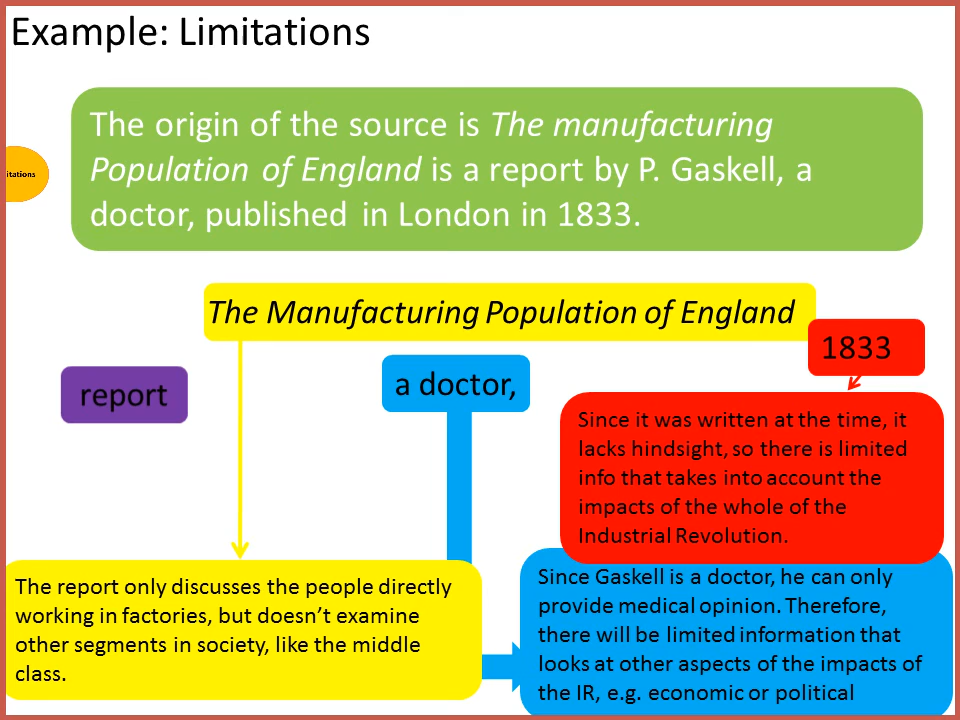 Example: Limitations
The origin of the source is The manufacturing
Population of England is a report by P. Gaskell, a
doctor, published in London in 1833.
itations
The Manufacturing Population of England
1833
report
a doctor,
Since it was written at the time, it
lacks hindsight, so there is limited
info that takes into account the
impacts of the whole of the
Industrial Revolution.
The report only discusses the people directly
working in factories, but doesn’t examine
other segments in society, like the middle
class.
Since Gaskell is a doctor, he can only
provide medical opinion. Therefore,
there will be limited information that
looks at other aspects of the impacts of
the IR, e.g. economic or political